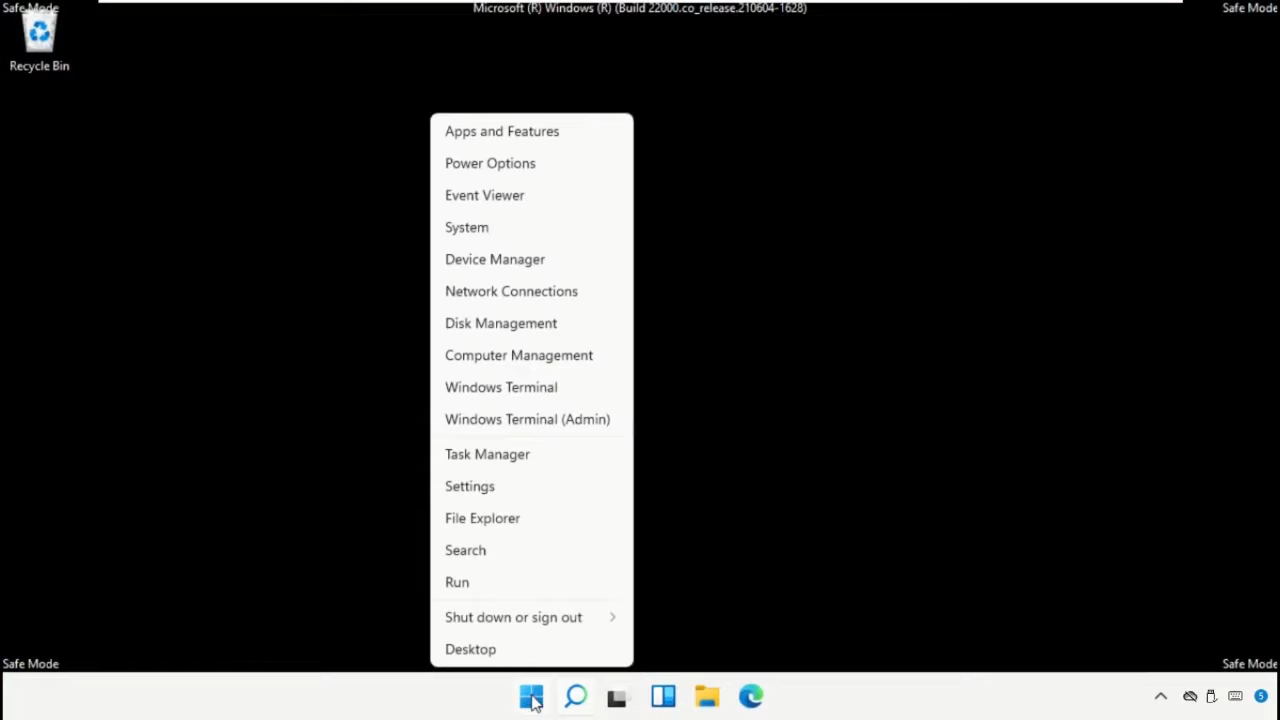 Safe Mode
Microsoft (R) Windows (R) (Build 22000.co_release.210604-1628)
Safe Mode
Recycle Bin
Apps and Features
Power Options
Event Viewer
System
Device Manager
Network Connections
Disk Management
Computer Management
Windows Terminal
Windows Terminal (Admin)
Task Manager
Settings
File Explorer
Search
Run
Shut down or sign out
Desktop
Safe Mode
Safe Mode
5